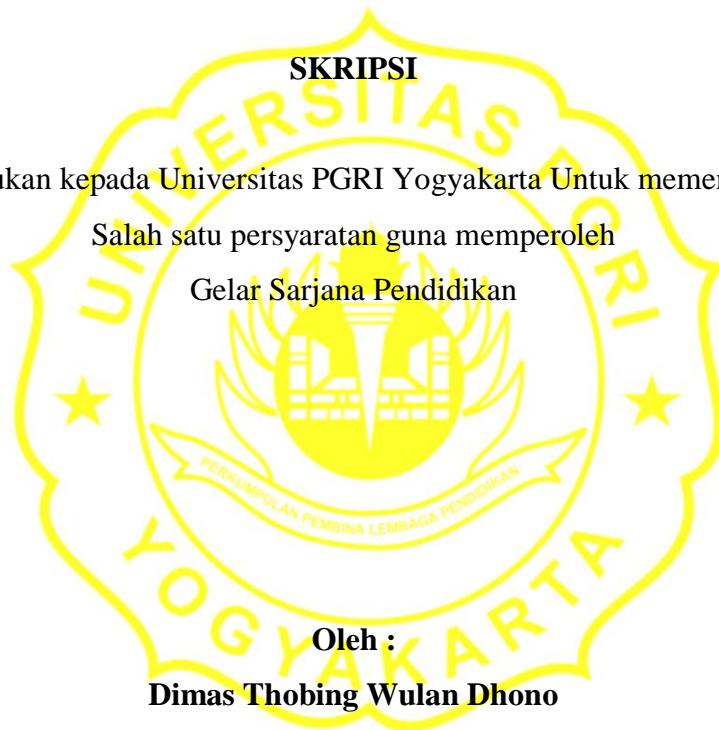 SKRIPSI
kepada Universitas PGRI Yogyakarta Untuk
Salah satu persyaratan guna memperoleh
Gelar Sarjana Pendidikan
UNIVERSITAS PGRI
PERKUMPULAN PEMBINA LEMBAGA PENDIDIKAN
YOGYAKARTA
Oleh :
Dimas Thobing Wulan Dhono